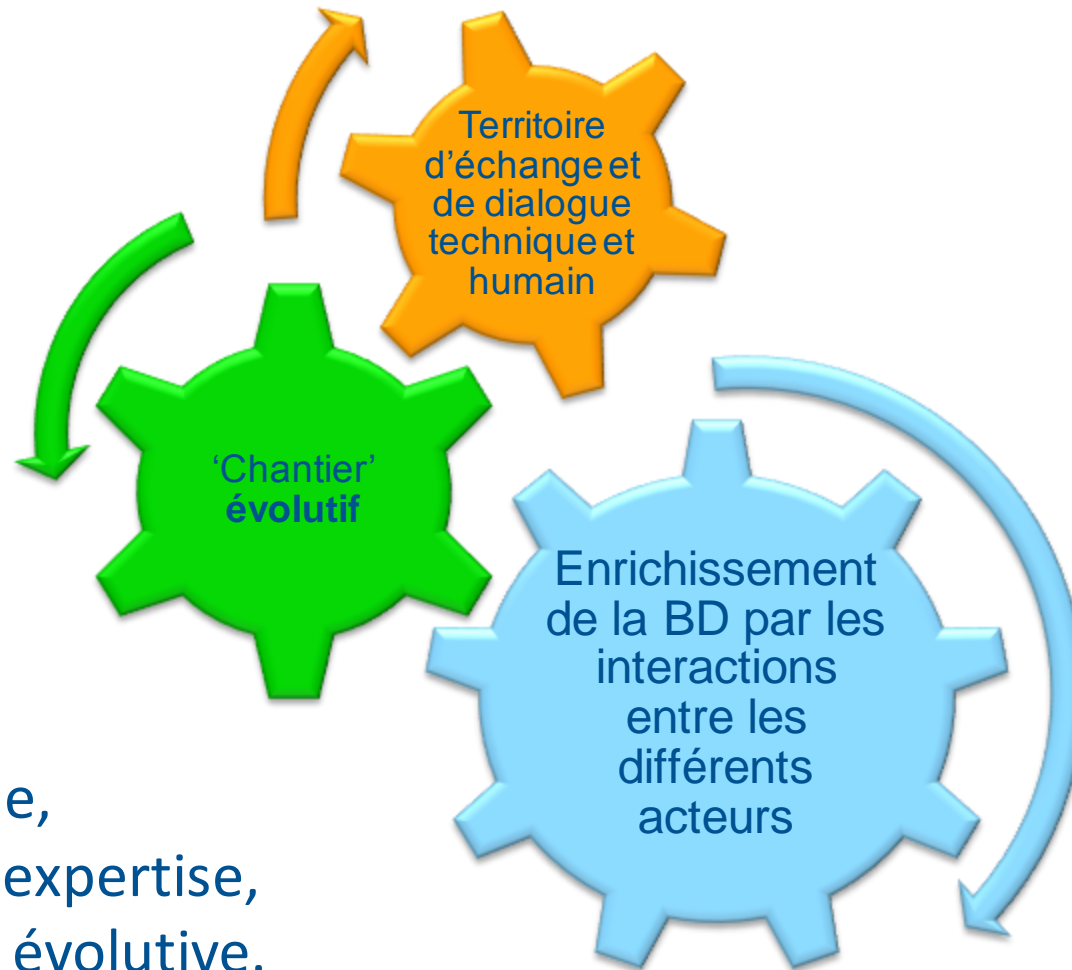 Territoire
d'échange et
de dialogue
technique et
humain
‘Chantier’
évolutif
Enrichissement
de la BD par les
interactions
entre les
différents
acteurs
e,
expertise,
évolutive.